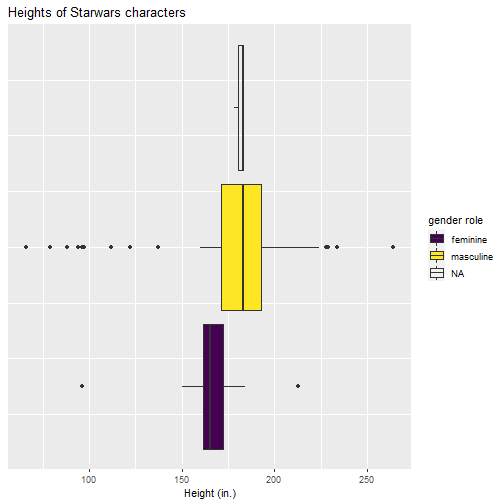 Heights of Starwars characters
gender role
feminine
masculine
NA
100
150
200
250
Height (in.)